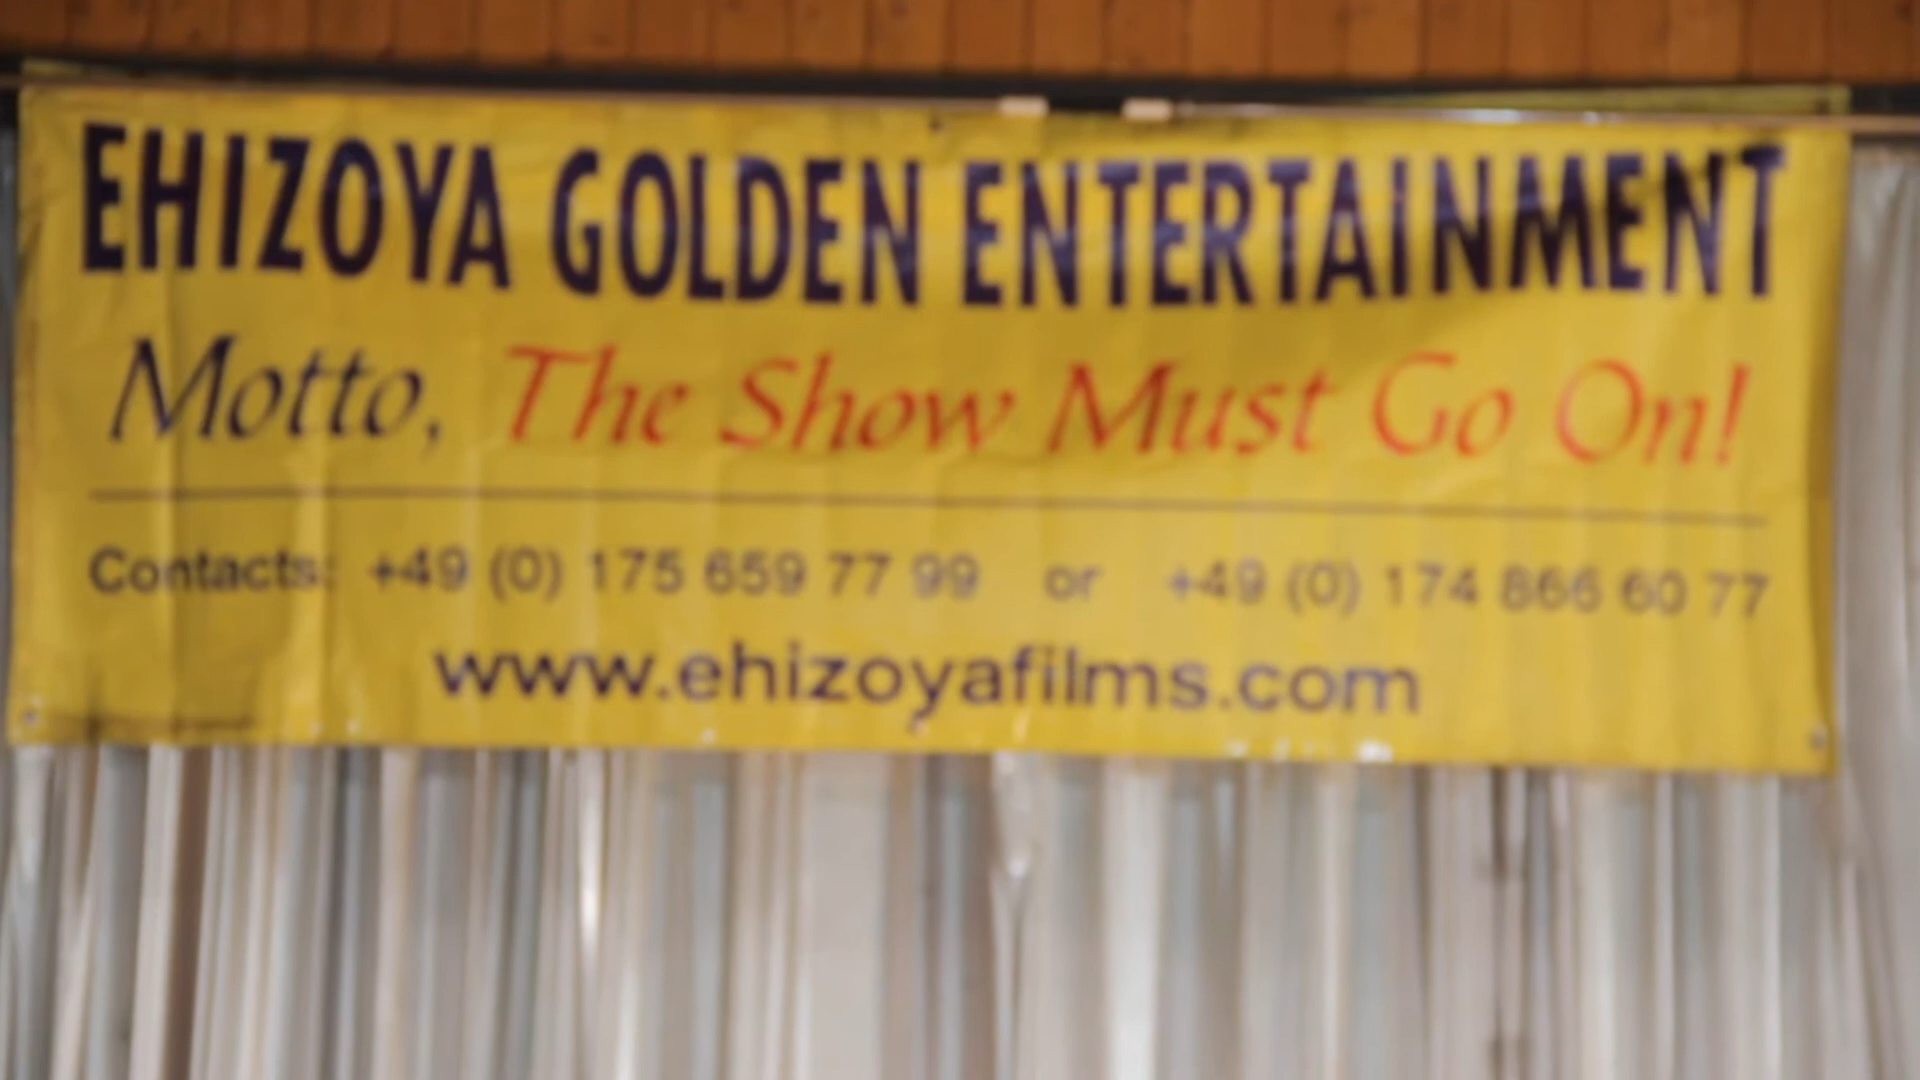 EHIZOYA GOLDEN ENTERTAINMENT
Motto, The Show Must Go On!
Contacts: +49 (0) 175 659 77 99 or +49 (0) 174 866 60 77
www.ehizoyafilms.com